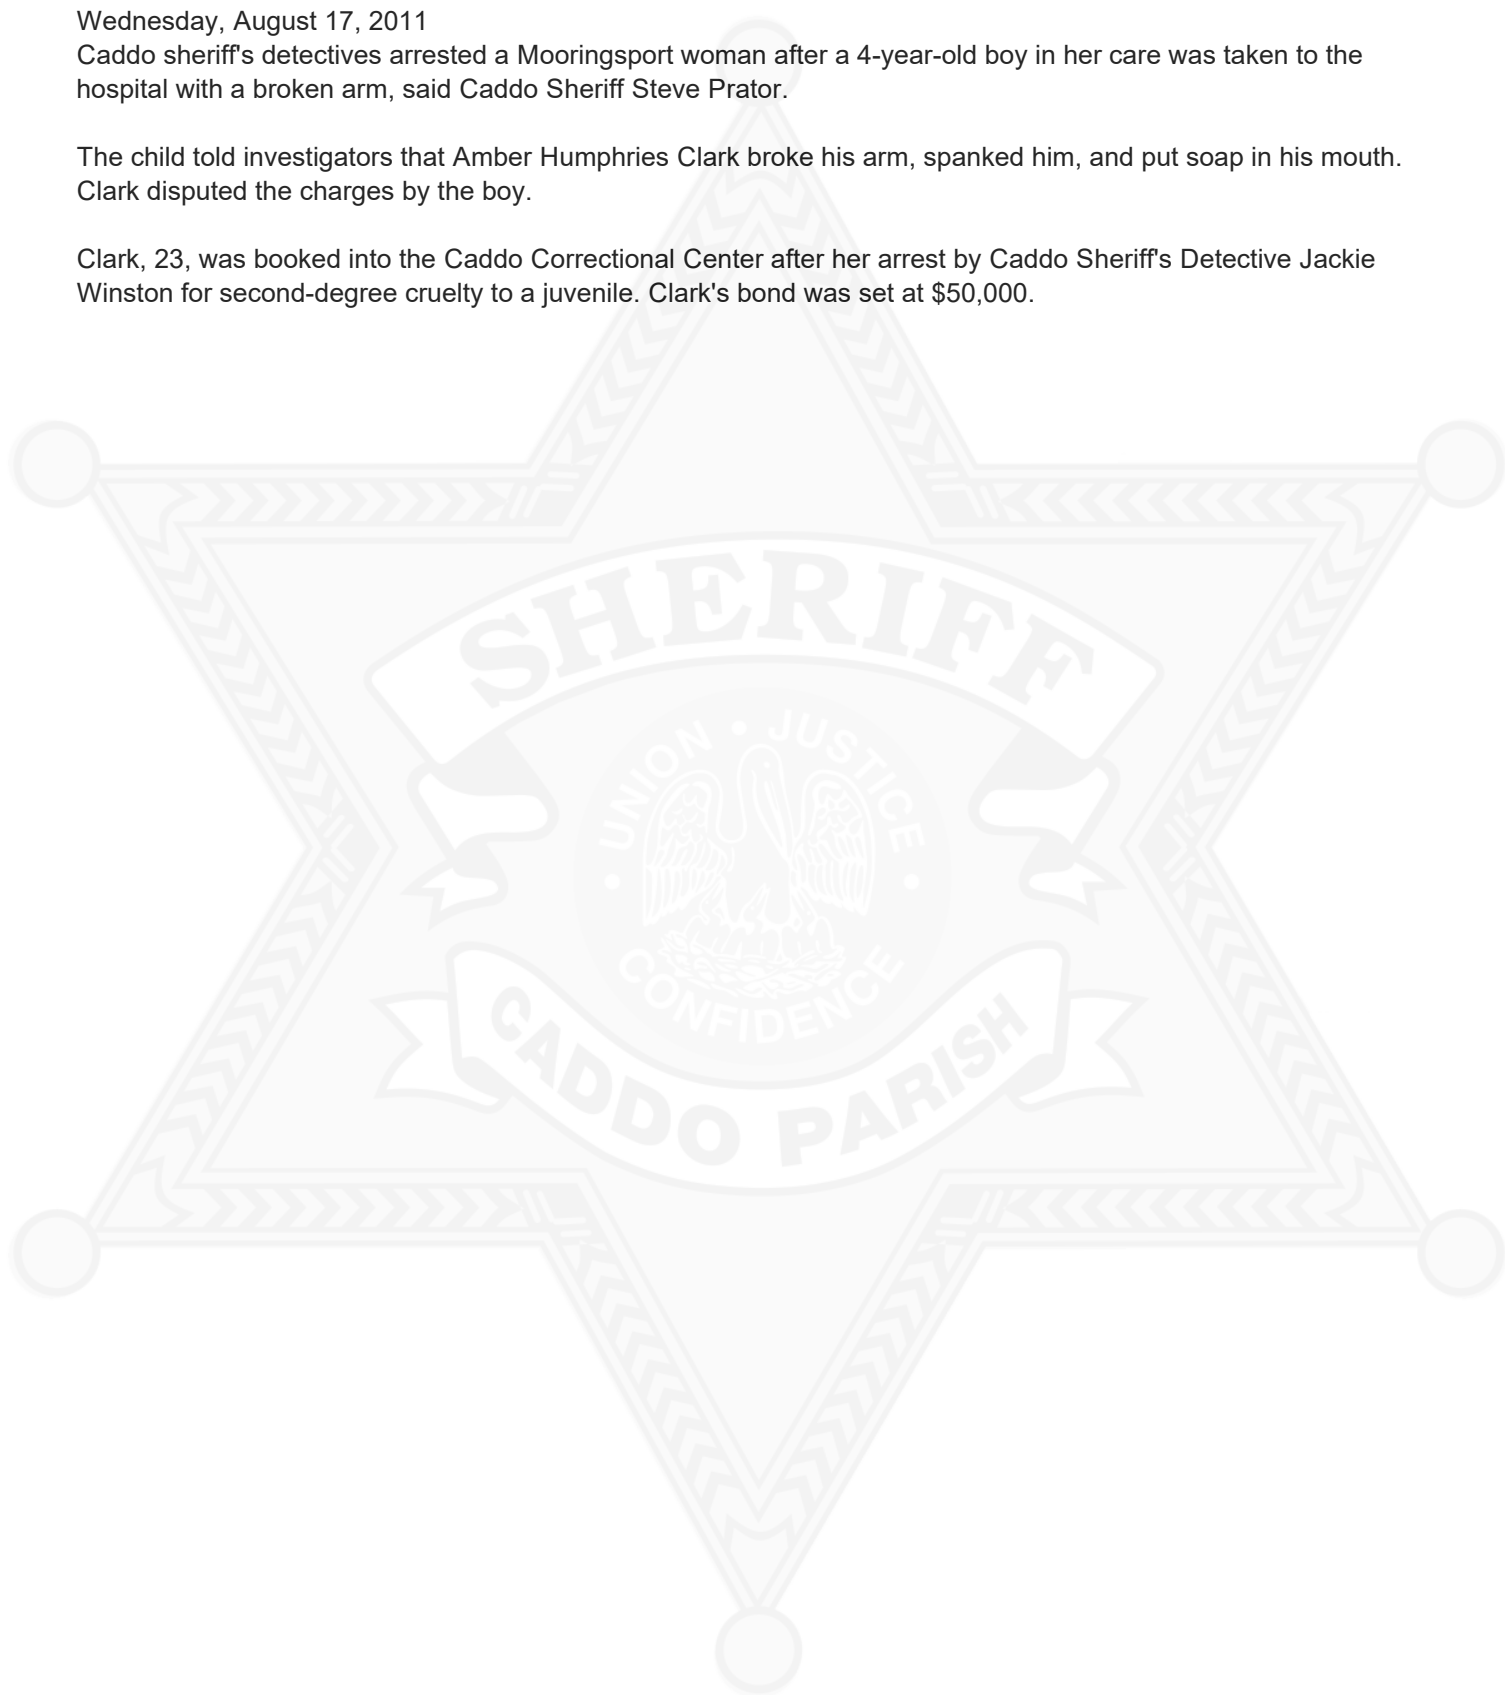 Wednesday, August 17, 2011
Caddo sheriff's detectives arrested a Mooringsport woman after a 4-year-old boy in her care was taken to the
hospital with a broken arm, said Caddo Sheriff Steve Prator.
The child told investigators that Amber Humphries Clark broke his arm, spanked him, and put soap in his mouth.
Clark disputed the charges by the boy.
Clark, 23, was booked into the Caddo Correctional Center after her arrest by Caddo Sheriff's Detective Jackie
Winston for second-degree cruelty to a juvenile. Clark's bond was set at $50,000.
SHERIFF
UNION • JUSTICE
• CONFIDENCE •
CADDO PARISH